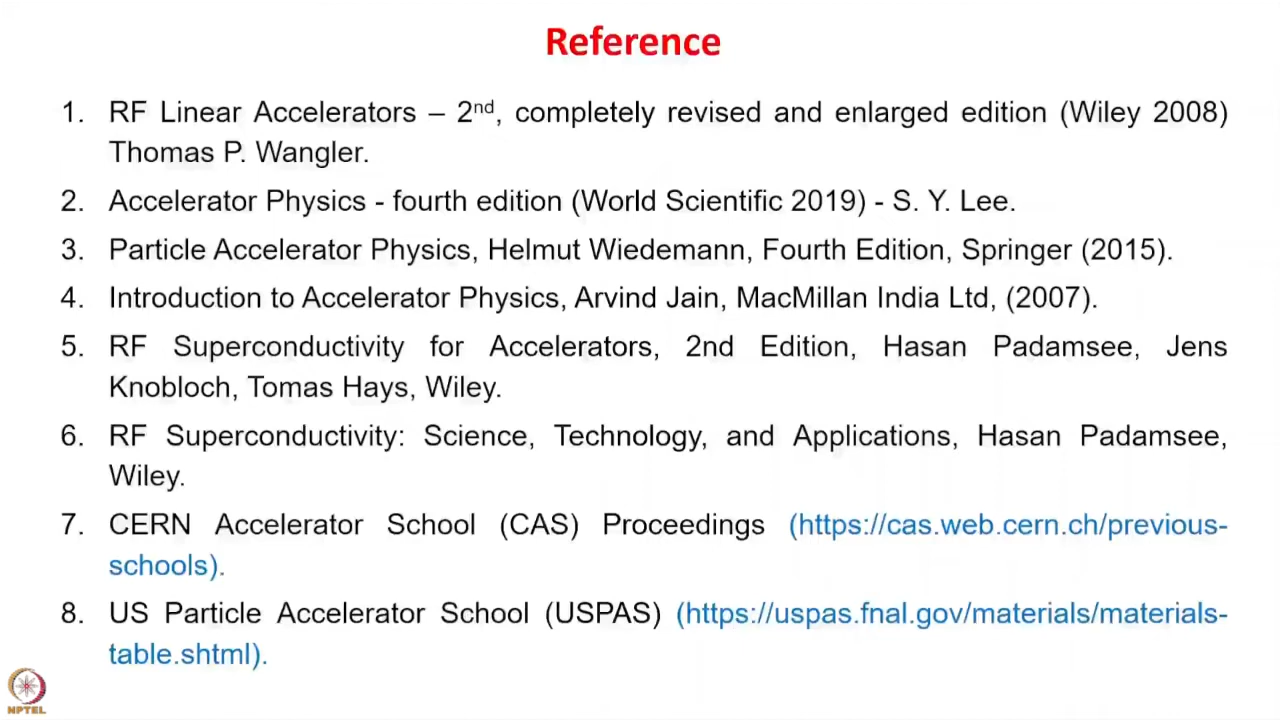 Reference
1. RF Linear Accelerators – 2nd, completely revised and enlarged edition (Wiley 2008)
Thomas P. Wangler.
2. Accelerator Physics - fourth edition (World Scientific 2019) - S. Y. Lee.
3. Particle Accelerator Physics, Helmut Wiedemann, Fourth Edition, Springer (2015).
4. Introduction to Accelerator Physics, Arvind Jain, MacMillan India Ltd, (2007).
5. RF Superconductivity for Accelerators, 2nd Edition, Hasan Padamsee, Jens
Knobloch, Tomas Hays, Wiley.
6. RF Superconductivity: Science, Technology, and Applications, Hasan Padamsee,
Wiley.
7. CERN Accelerator School (CAS) Proceedings (https://cas.web.cern.ch/previous-
schools).
8. US Particle Accelerator School (USPAS) (https://uspas.fnal.gov/materials/materials-
table.shtml).
NPTEL